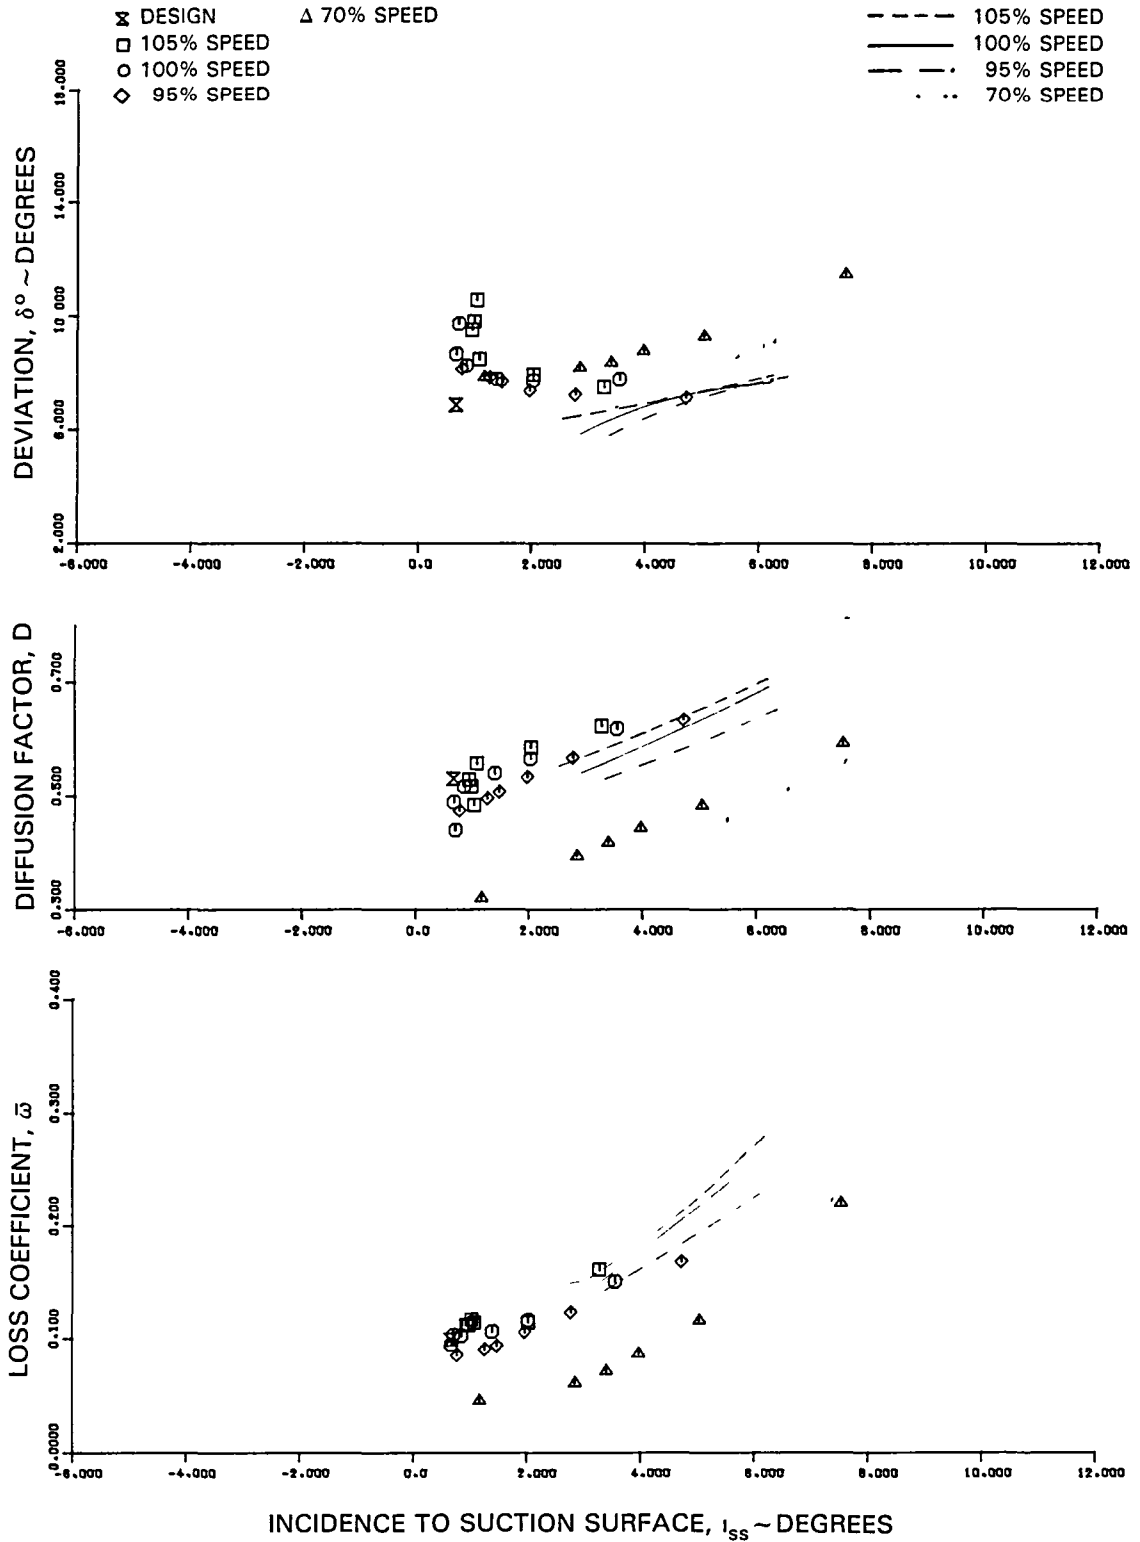 DESIGN
70% SPEED
105% SPEED
100% SPEED
95% SPEED
105% SPEED
100% SPEED
95% SPEED
70% SPEED
DEVIATION, δ° ~ DEGREES
18.000
14.000
10.000
6.000
2.000
-6.000 -4.000 -2.000 0.0 2.000 4.000 6.000 8.000 10.000 12.000
DIFFUSION FACTOR, D
0.700
0.500
0.300
-6.000 -4.000 -2.000 0.0 2.000 4.000 6.000 8.000 10.000 12.000
LOSS COEFFICIENT, ω̅
0.400
0.300
0.200
0.100
0.0000
-6.000 -4.000 -2.000 0.0 2.000 4.000 6.000 8.000 10.000 12.000
INCIDENCE TO SUCTION SURFACE, ιss ~ DEGREES